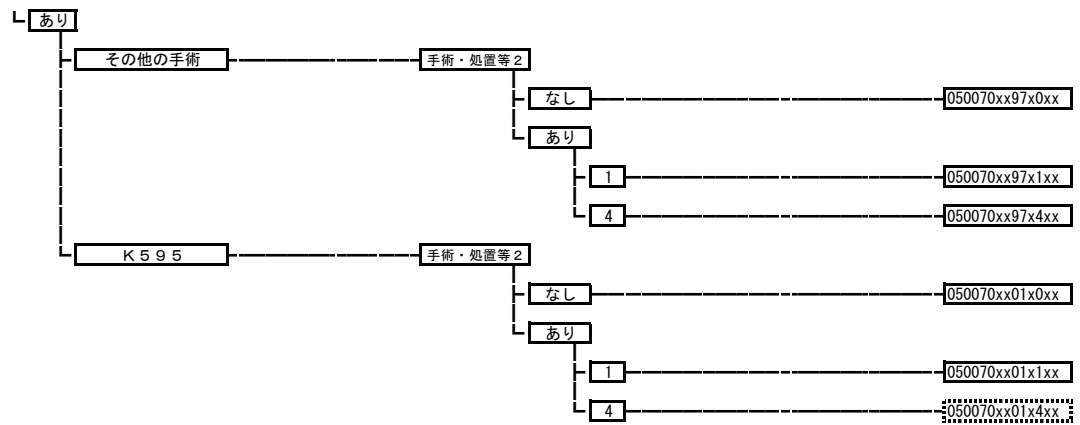 あり
その他の手術 手術・処置等２
なし 050070xx97x0xx
あり
1 050070xx97x1xx
4 050070xx97x4xx
Ｋ５９５ 手術・処置等２
なし 050070xx01x0xx
あり
1 050070xx01x1xx
4 050070xx01x4xx